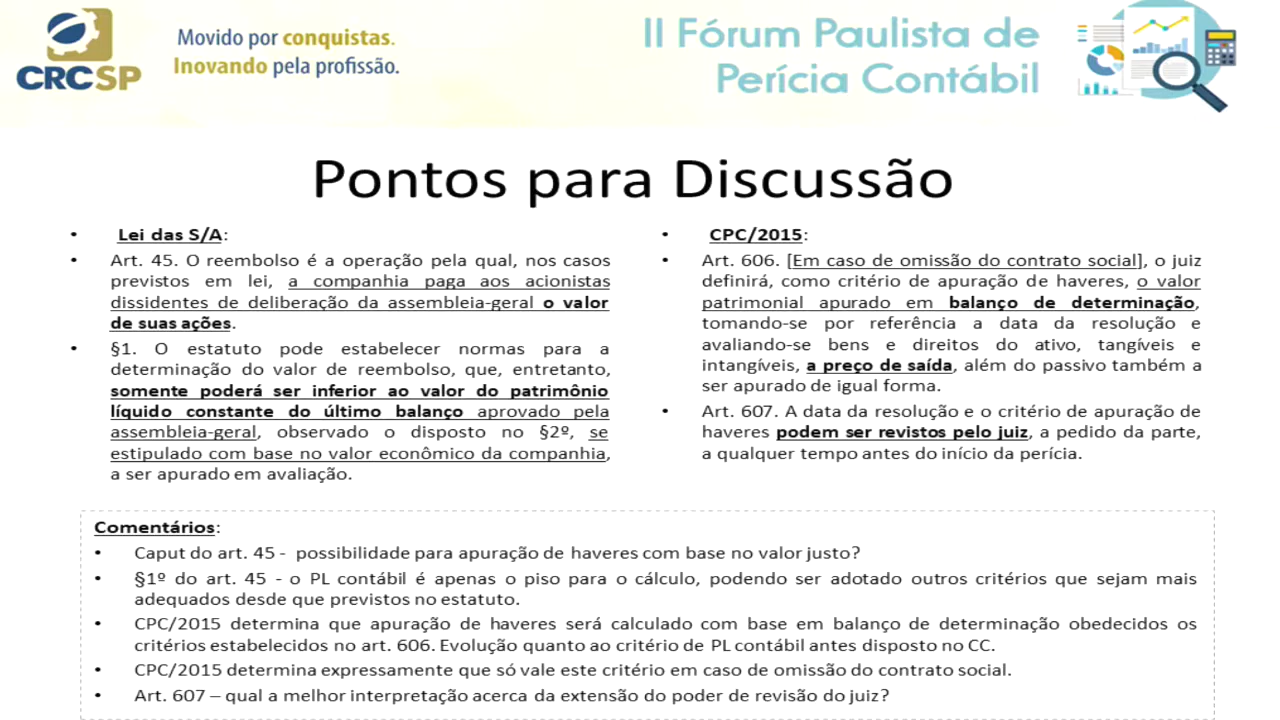 CRCSP
Movido por conquistas.
Inovando pela profissão.
II Fórum Paulista de
Perícia Contábil
Pontos para Discussão
• Lei das S/A:
• Art. 45. O reembolso é a operação pela qual, nos casos
previstos em lei, a companhia paga aos acionistas
dissidentes de deliberação da assembleia-geral o valor
de suas ações.
• §1. O estatuto pode estabelecer normas para a
determinação do valor de reembolso, que, entretanto,
somente poderá ser inferior ao valor do patrimônio
líquido constante do último balanço aprovado pela
assembleia-geral, observado o disposto no §2º, se
estipulado com base no valor econômico da companhia,
a ser apurado em avaliação.
• CPC/2015:
• Art. 606. [Em caso de omissão do contrato social], o juiz
definirá, como critério de apuração de haveres, o valor
patrimonial apurado em balanço de determinação,
tomando-se por referência a data da resolução e
avaliando-se bens e direitos do ativo, tangíveis e
intangíveis, a preço de saída, além do passivo também a
ser apurado de igual forma.
• Art. 607. A data da resolução e o critério de apuração de
haveres podem ser revistos pelo juiz, a pedido da parte,
a qualquer tempo antes do início da perícia.
Comentários:
• Caput do art. 45 - possibilidade para apuração de haveres com base no valor justo?
• §1º do art. 45 - o PL contábil é apenas o piso para o cálculo, podendo ser adotado outros critérios que sejam mais
adequados desde que previstos no estatuto.
• CPC/2015 determina que apuração de haveres será calculado com base em balanço de determinação obedecidos os
critérios estabelecidos no art. 606. Evolução quanto ao critério de PL contábil antes disposto no CC.
• CPC/2015 determina expressamente que só vale este critério em caso de omissão do contrato social.
• Art. 607 – qual a melhor interpretação acerca da extensão do poder de revisão do juiz?